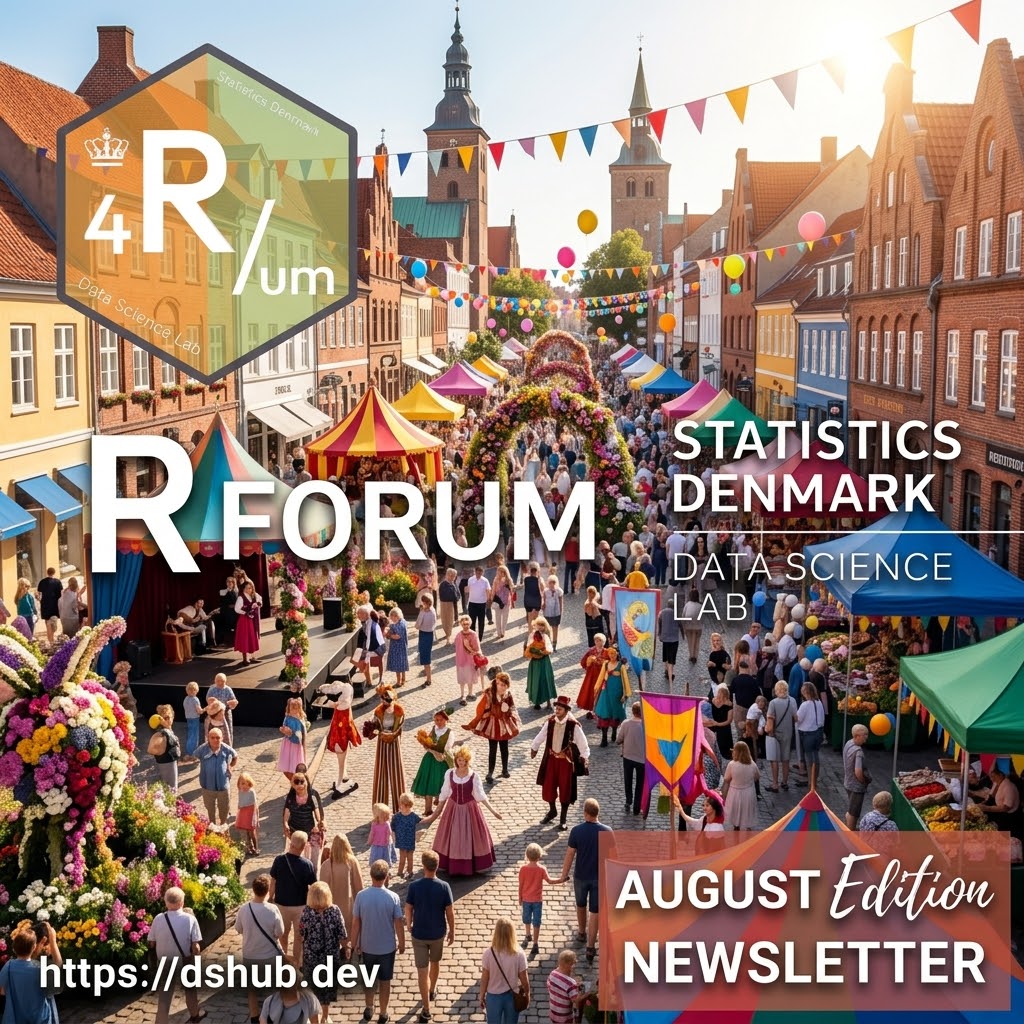 Statistics Denmark
4R/um
Data Science Lab
R FORUM
STATISTICS
DENMARK
DATA SCIENCE
LAB
AUGUST Edition
NEWSLETTER
https://dshub.dev